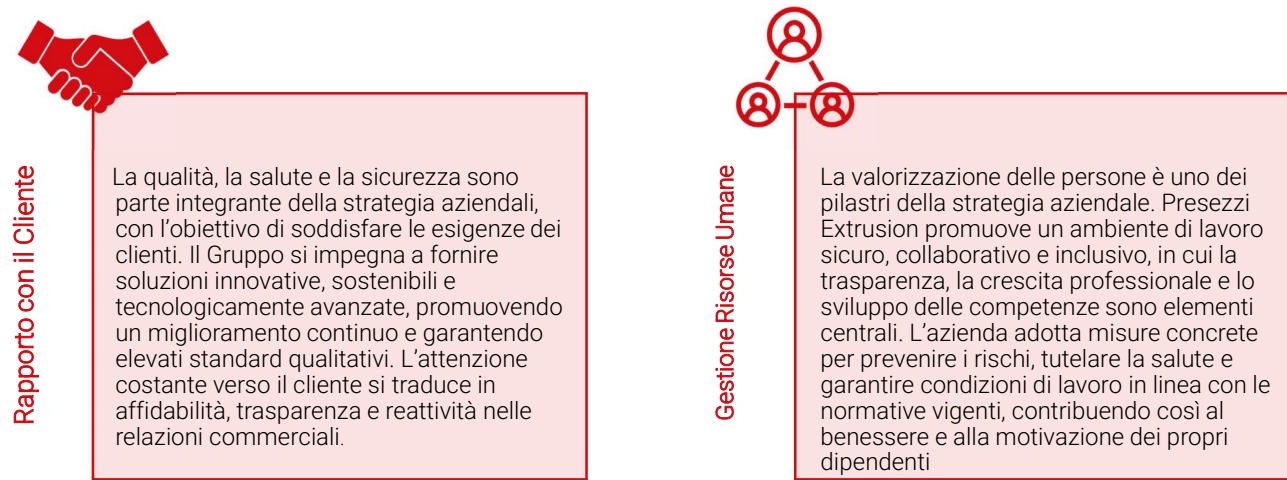 Rapporto con il Cliente
La qualità, la salute e la sicurezza sono
parte integrante della strategia aziendali,
con l’obiettivo di soddisfare le esigenze dei
clienti. Il Gruppo si impegna a fornire
soluzioni innovative, sostenibili e
tecnologicamente avanzate, promuovendo
un miglioramento continuo e garantendo
elevati standard qualitativi. L’attenzione
costante verso il cliente si traduce in
affidabilità, trasparenza e reattività nelle
relazioni commerciali.
Gestione Risorse Umane
La valorizzazione delle persone è uno dei
pilastri della strategia aziendale. Presezzi
Extrusion promuove un ambiente di lavoro
sicuro, collaborativo e inclusivo, in cui la
trasparenza, la crescita professionale e lo
sviluppo delle competenze sono elementi
centrali. L’azienda adotta misure concrete
per prevenire i rischi, tutelare la salute e
garantire condizioni di lavoro in linea con le
normative vigenti, contribuendo così al
benessere e alla motivazione dei propri
dipendenti